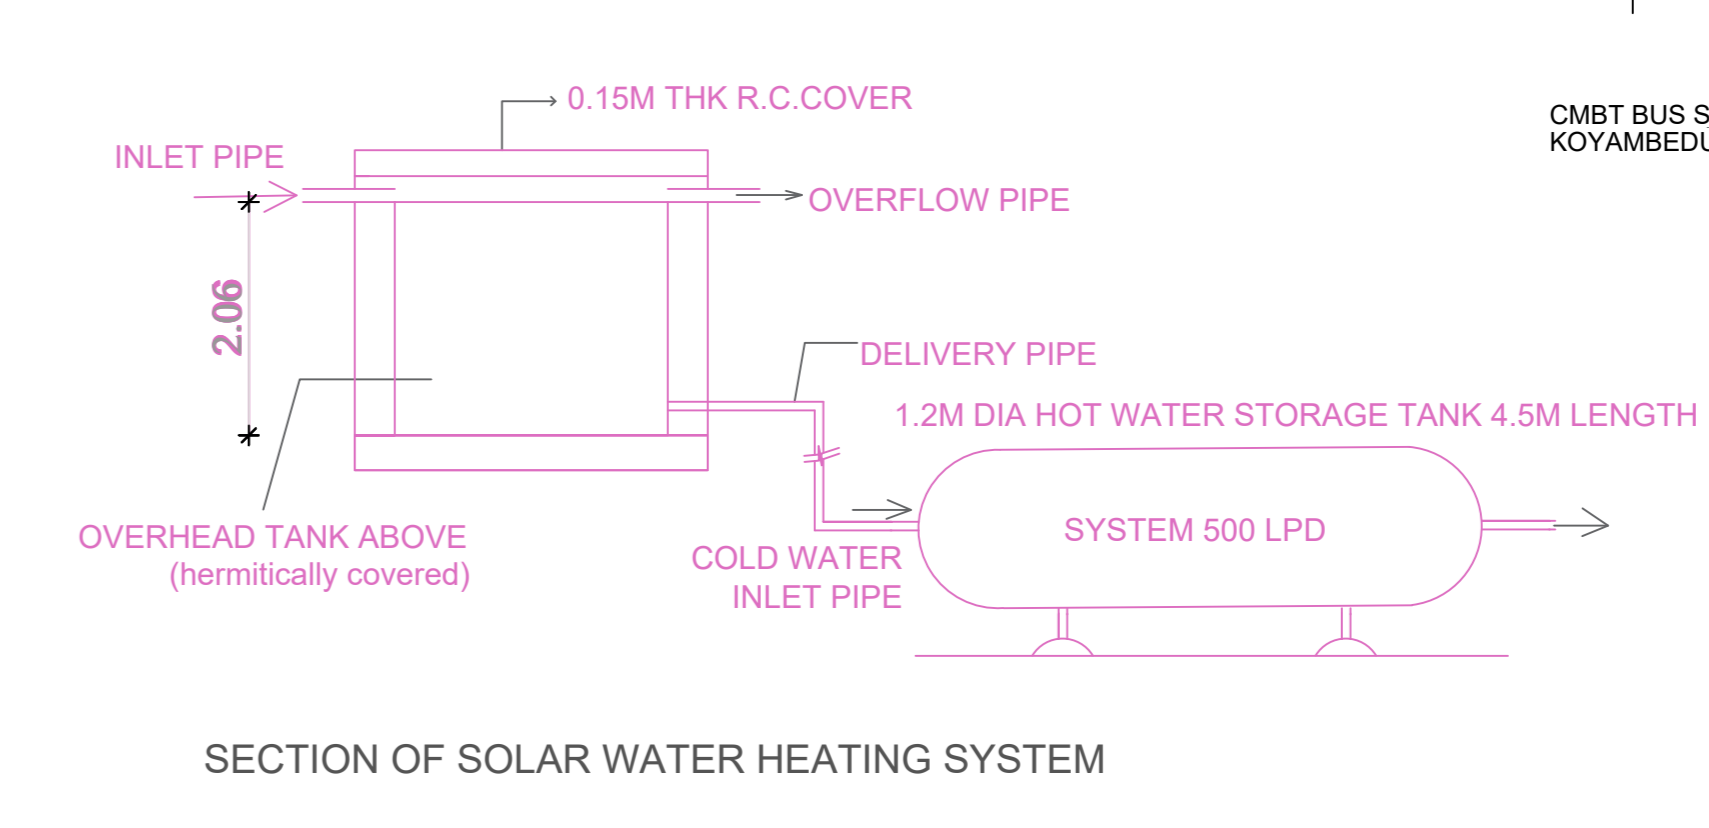 0.15M THK R.C.COVER
CMBT BUS
KOYAMBEDU
INLET PIPE
OVERFLOW PIPE
2.06
DELIVERY PIPE
1.2M DIA HOT WATER STORAGE TANK 4.5M LENGTH
OVERHEAD TANK ABOVE
(hermitically covered)
SYSTEM 500 LPD
COLD WATER
INLET PIPE
SECTION OF SOLAR WATER HEATING SYSTEM